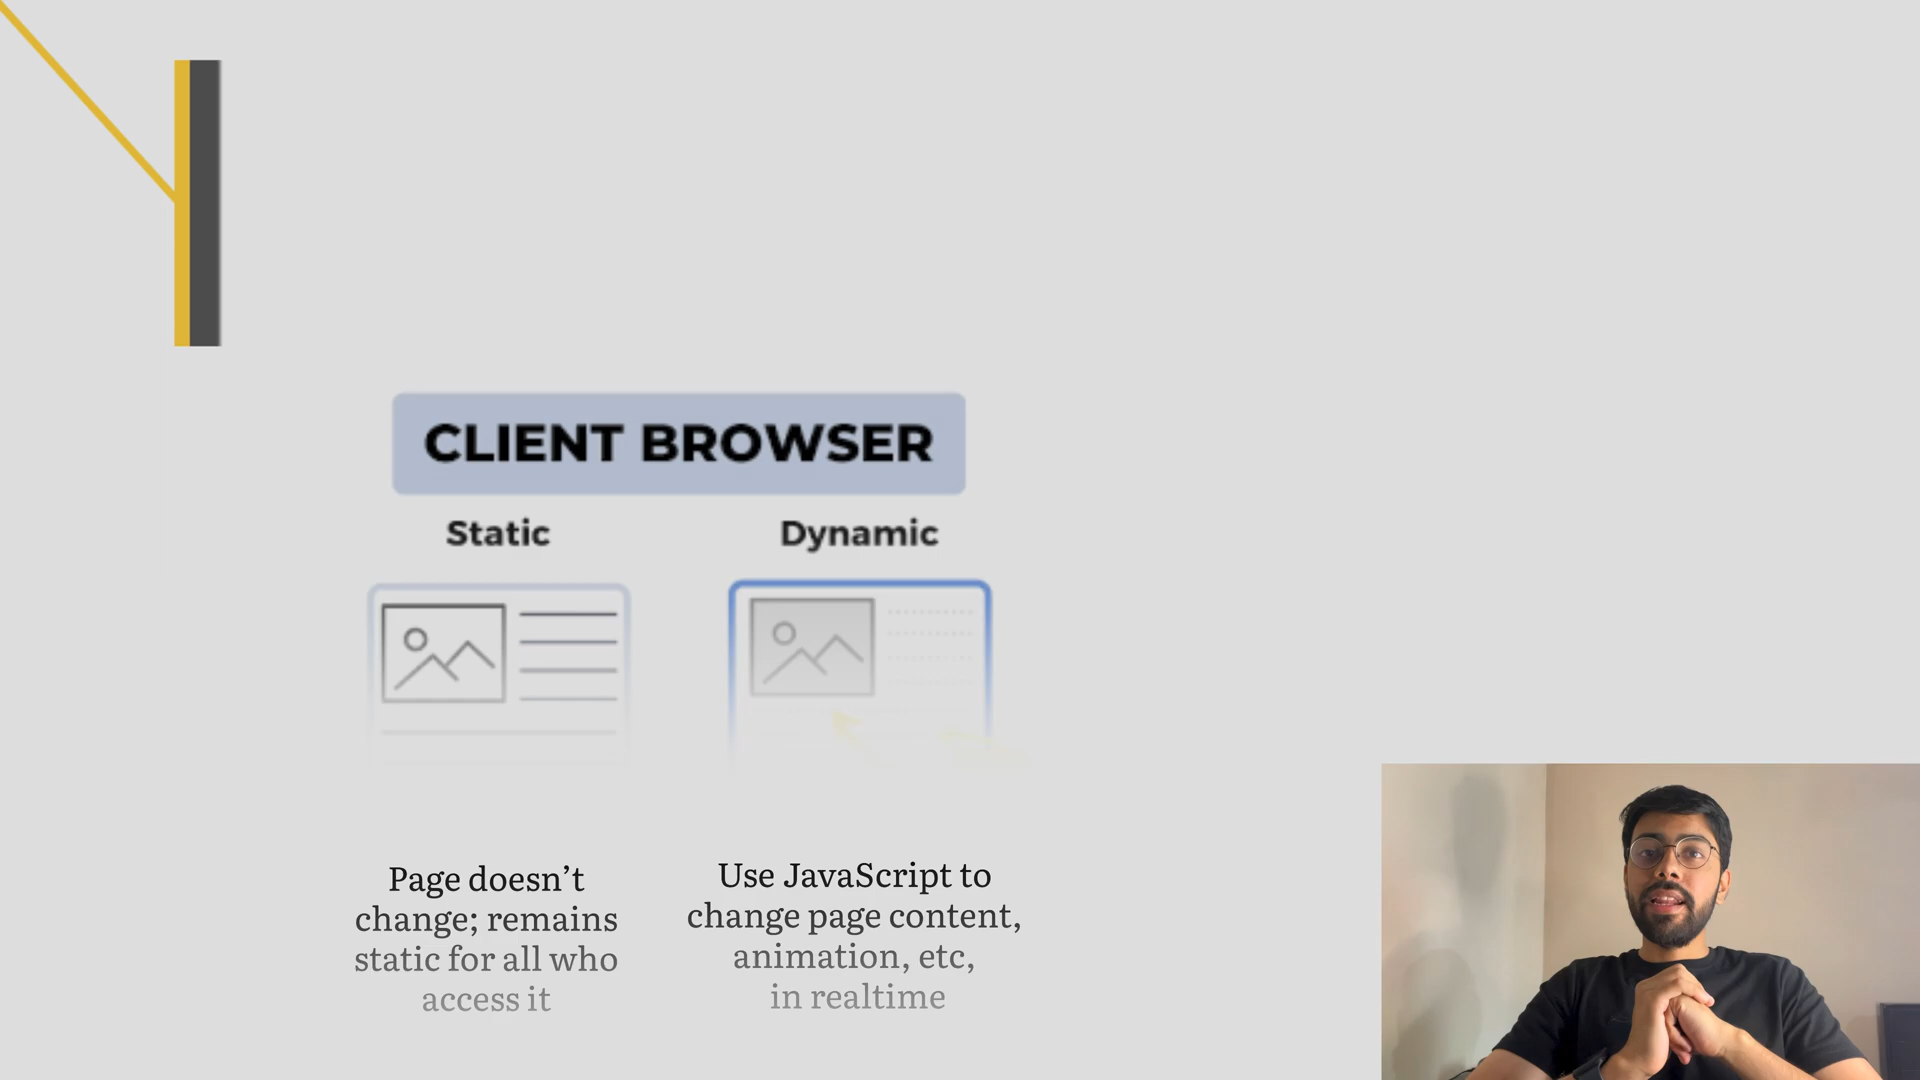 CLIENT BROWSER
Static
Dynamic
Page doesn’t
change; remains
static for all who
access it
Use JavaScript to
change page content,
animation, etc,
in realtime